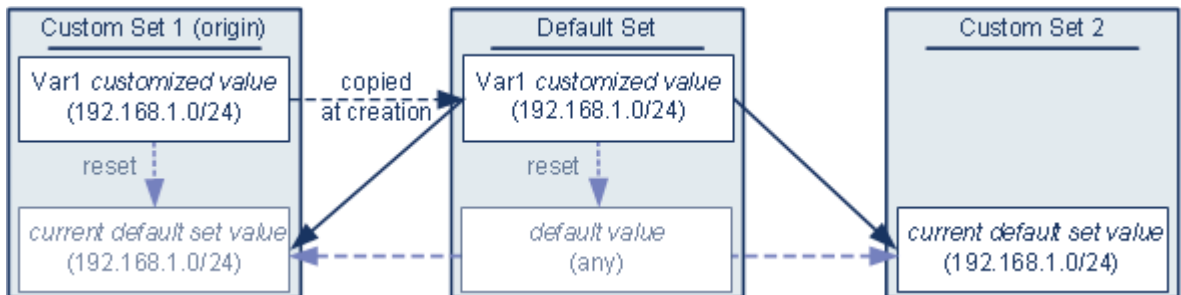 Custom Set 1 (origin)
Default Set
Custom Set 2
Var1 customized value
(192.168.1.0/24)
copied
at creation
Var1 customized value
(192.168.1.0/24)
reset
reset
current default set value
(192.168.1.0/24)
default value
(any)
current default set value
(192.168.1.0/24)